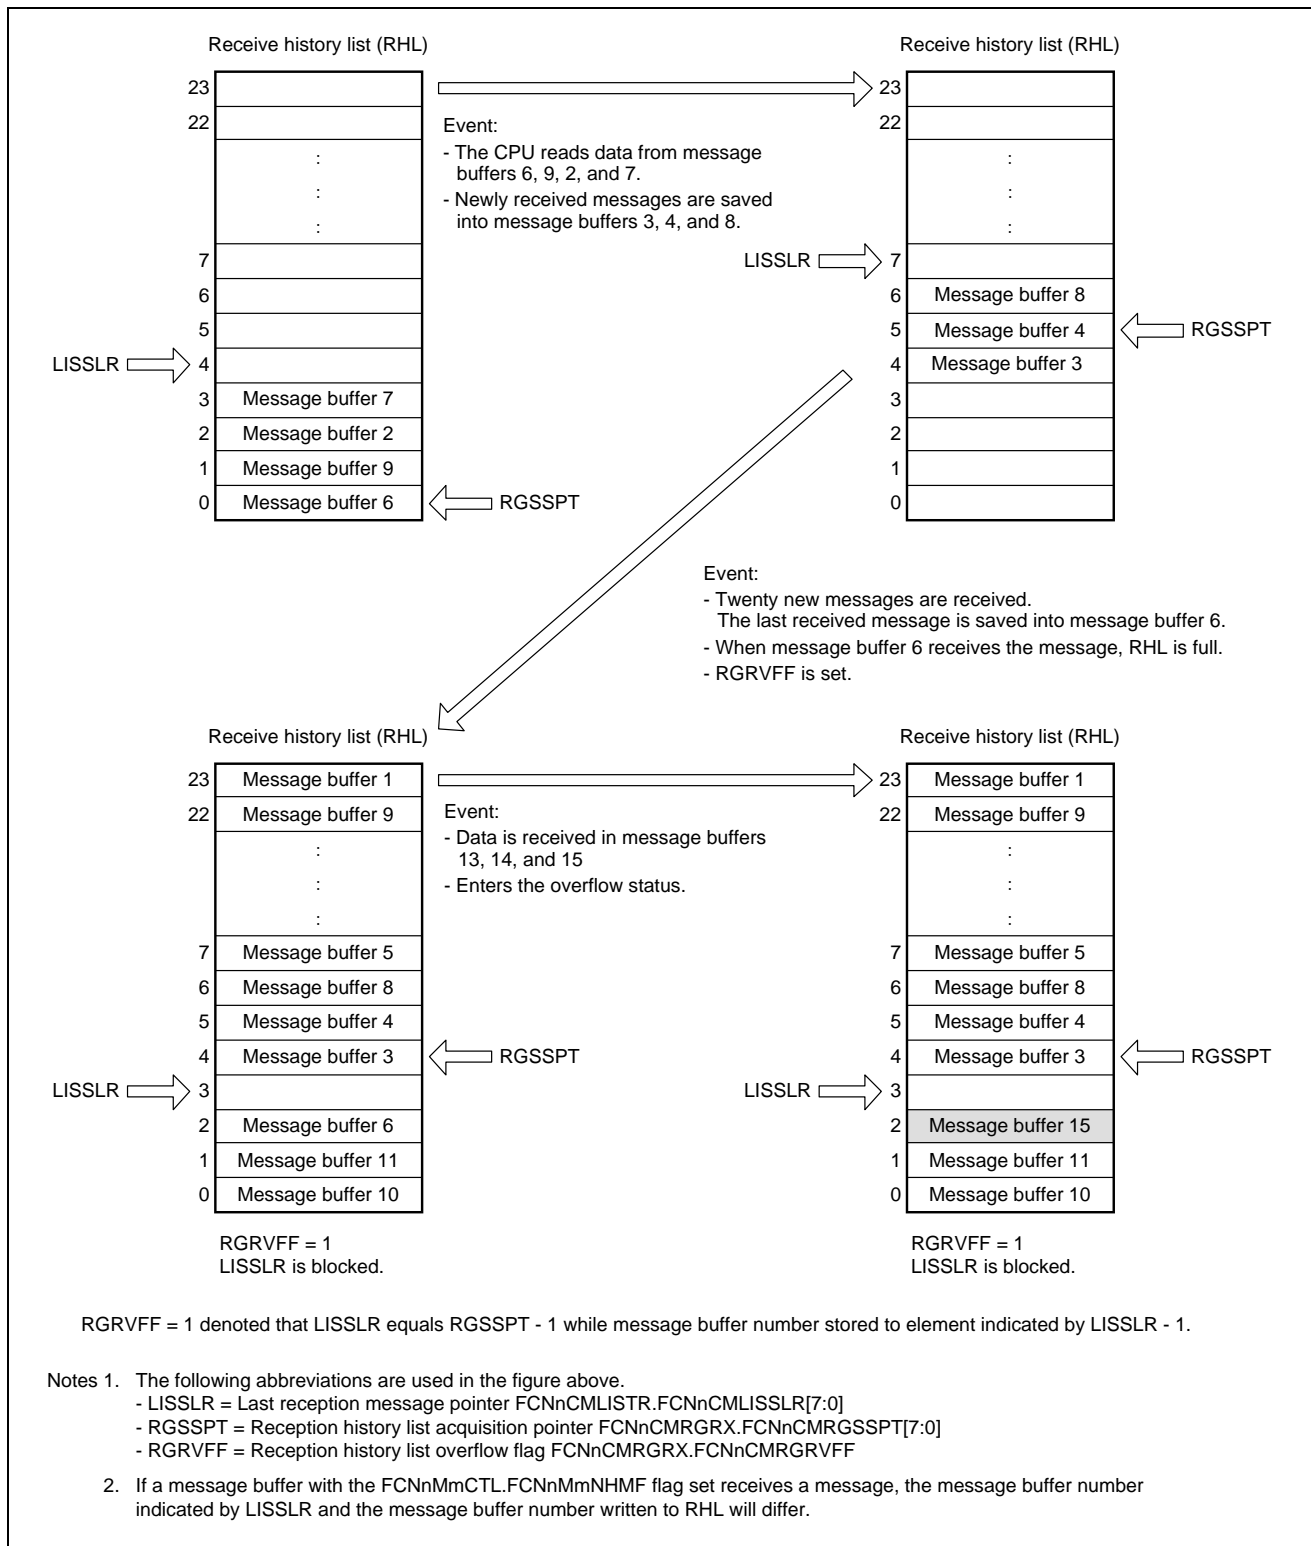 Receive history list (RHL)
23
22
:
:
:
7
6
5
LISSLR 4
3 Message buffer 7
2 Message buffer 2
1 Message buffer 9
0 Message buffer 6 RGSSPT
Event:
- The CPU reads data from message
buffers 6, 9, 2, and 7.
- Newly received messages are saved
into message buffers 3, 4, and 8.
Receive history list (RHL)
23
22
:
:
:
LISSLR 7
6 Message buffer 8
5 Message buffer 4 RGSSPT
4 Message buffer 3
3
2
1
0
Event:
- Twenty new messages are received.
The last received message is saved into message buffer 6.
- When message buffer 6 receives the message, RHL is full.
- RGRVFF is set.
Receive history list (RHL)
23 Message buffer 1
22 Message buffer 9
:
:
:
7 Message buffer 5
6 Message buffer 8
5 Message buffer 4
4 Message buffer 3 RGSSPT
LISSLR 3
2 Message buffer 6
1 Message buffer 11
0 Message buffer 10
RGRVFF = 1
LISSLR is blocked.
Event:
- Data is received in message buffers
13, 14, and 15
- Enters the overflow status.
Receive history list (RHL)
23 Message buffer 1
22 Message buffer 9
:
:
:
7 Message buffer 5
6 Message buffer 8
5 Message buffer 4
4 Message buffer 3 RGSSPT
LISSLR 3
2 Message buffer 15
1 Message buffer 11
0 Message buffer 10
RGRVFF = 1
LISSLR is blocked.
RGRVFF = 1 denoted that LISSLR equals RGSSPT - 1 while message buffer number stored to element indicated by LISSLR - 1.
Notes 1. The following abbreviations are used in the figure above.
- LISSLR = Last reception message pointer FCNnCMLISTR.FCNnCMLISSLR[7:0]
- RGSSPT = Reception history list acquisition pointer FCNnCMRGRX.FCNnCMRGSSPT[7:0]
- RGRVFF = Reception history list overflow flag FCNnCMRGRX.FCNnCMRGRVFF
2. If a message buffer with the FCNnMmCTL.FCNnMmNHMF flag set receives a message, the message buffer number
indicated by LISSLR and the message buffer number written to RHL will differ.